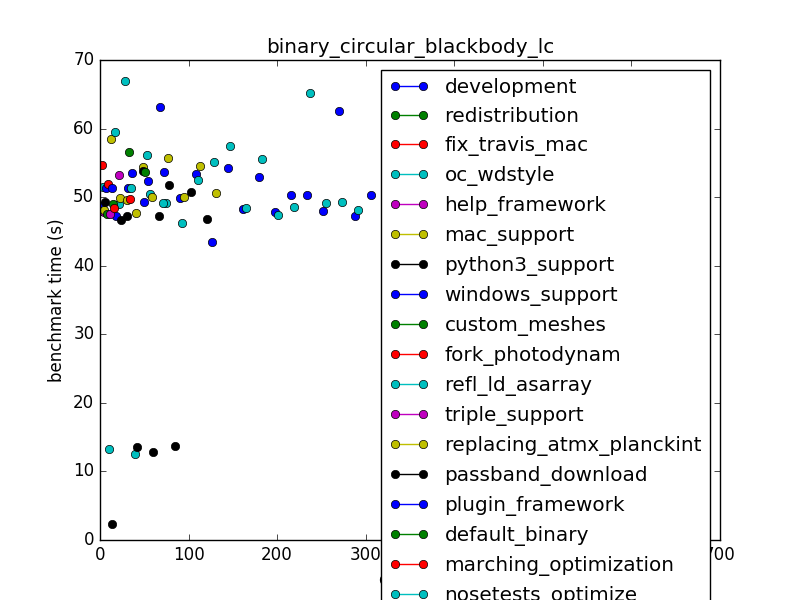 binary_circular_blackbody_lc
70
60
50
40
30
20
10
0
benchmark time (s)
0
100
200
300
700
development
redistribution
fix_travis_mac
oc_wdstyle
help_framework
mac_support
python3_support
windows_support
custom_meshes
fork_photodynam
refl_ld_asarray
triple_support
replacing_atmx_planckint
passband_download
plugin_framework
default_binary
marching_optimization
nosetests_optimize